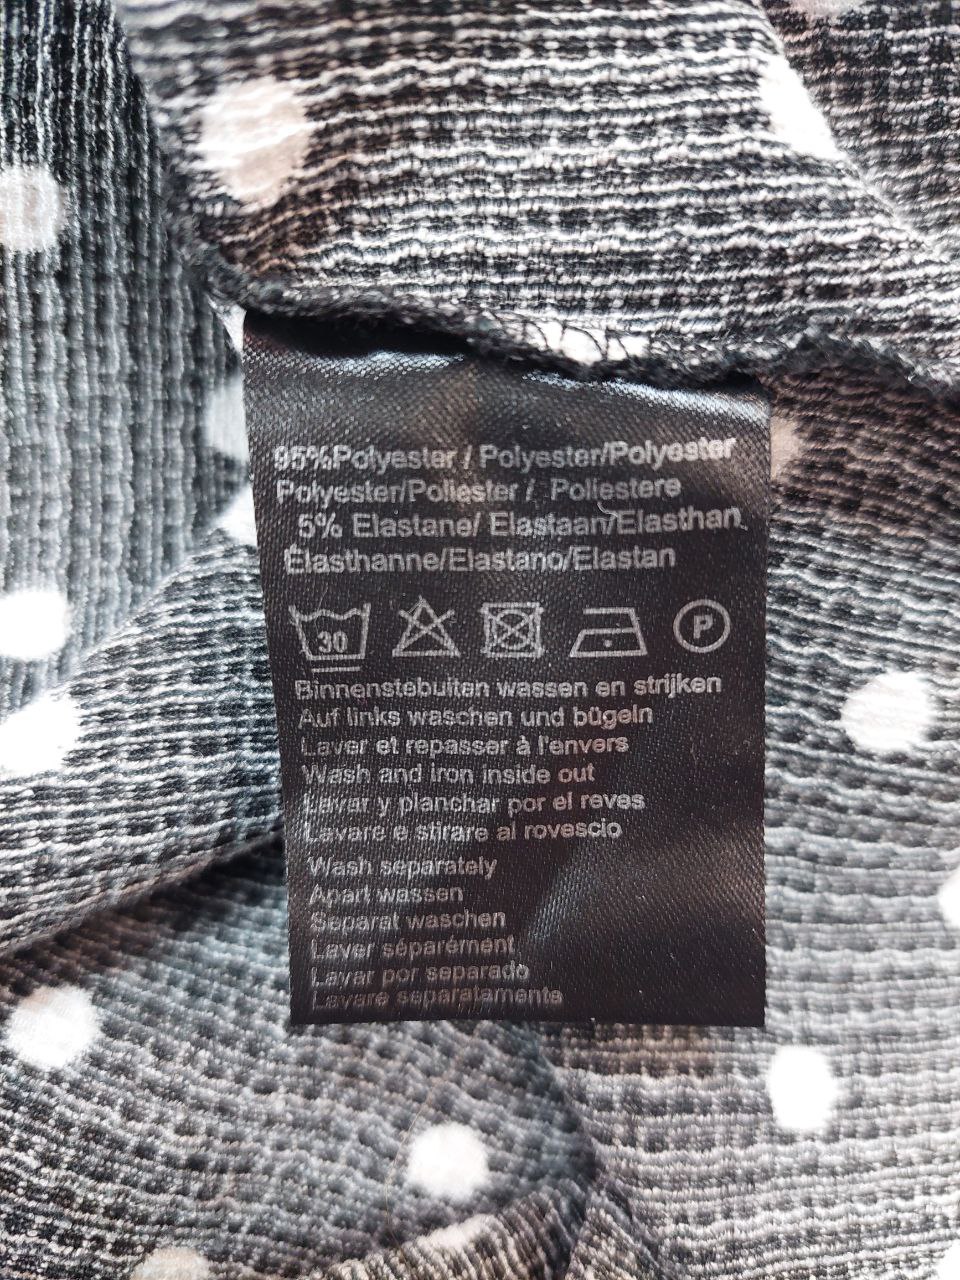 95%Polyester / Polyester/Polyester
Polyester/Poliester / Poliestere
5% Elastane/ Elastaan/Elasthan
Élasthanne/Elastano/Elastan
30 P
Binnenstebuiten wassen en strijken
Auf links waschen und bügeln
Laver et repasser à l'envers
Wash and iron inside out
Lavar y planchar por el reves
Lavare e stirare al rovescio
Wash separately
Apart wassen
Separat waschen
Laver séparément
Lavar por separado
Lavare separataments